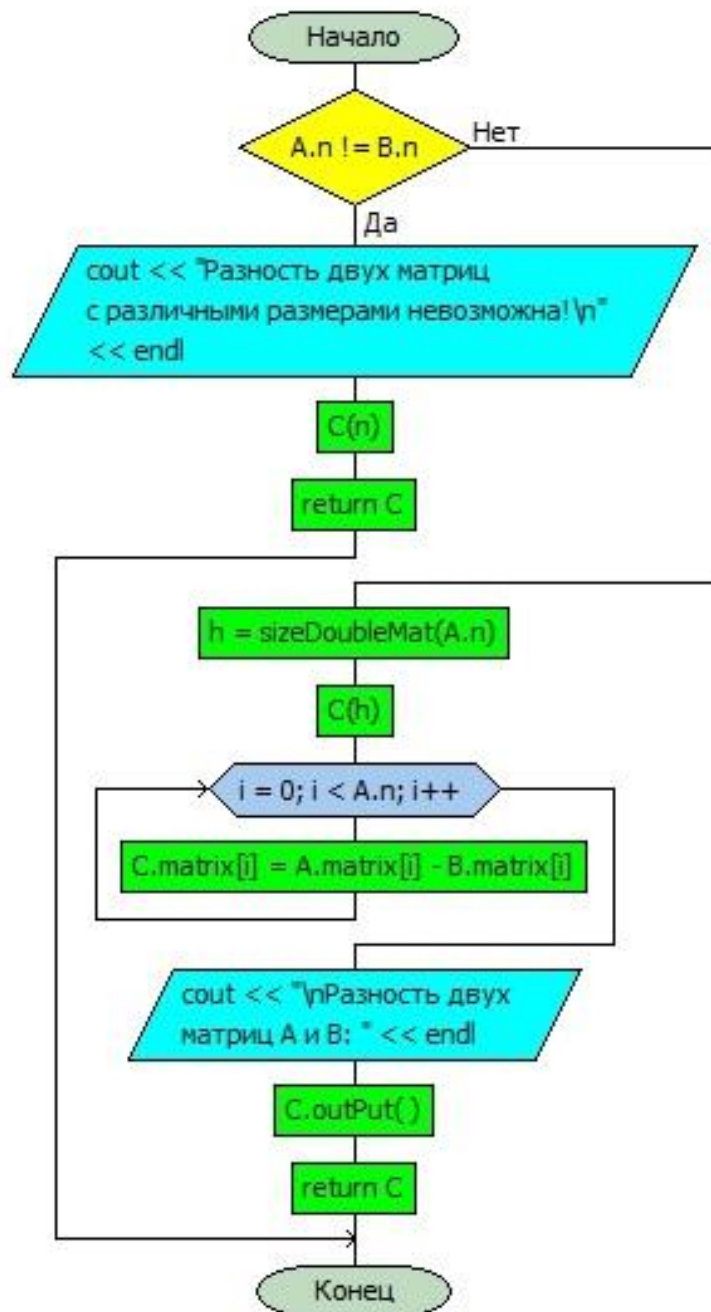 Начало
A.n != B.n
Нет
Да
cout << "Разность двух матриц
с различными размерами невозможна!\n"
<< endl
C(n)
return C
h = sizeDoubleMat(A.n)
C(h)
i = 0; i < A.n; i++
C.matrix[i] = A.matrix[i] - B.matrix[i]
cout << "\nРазность двух
матриц A и B: " << endl
C.outPut( )
return C
Конец